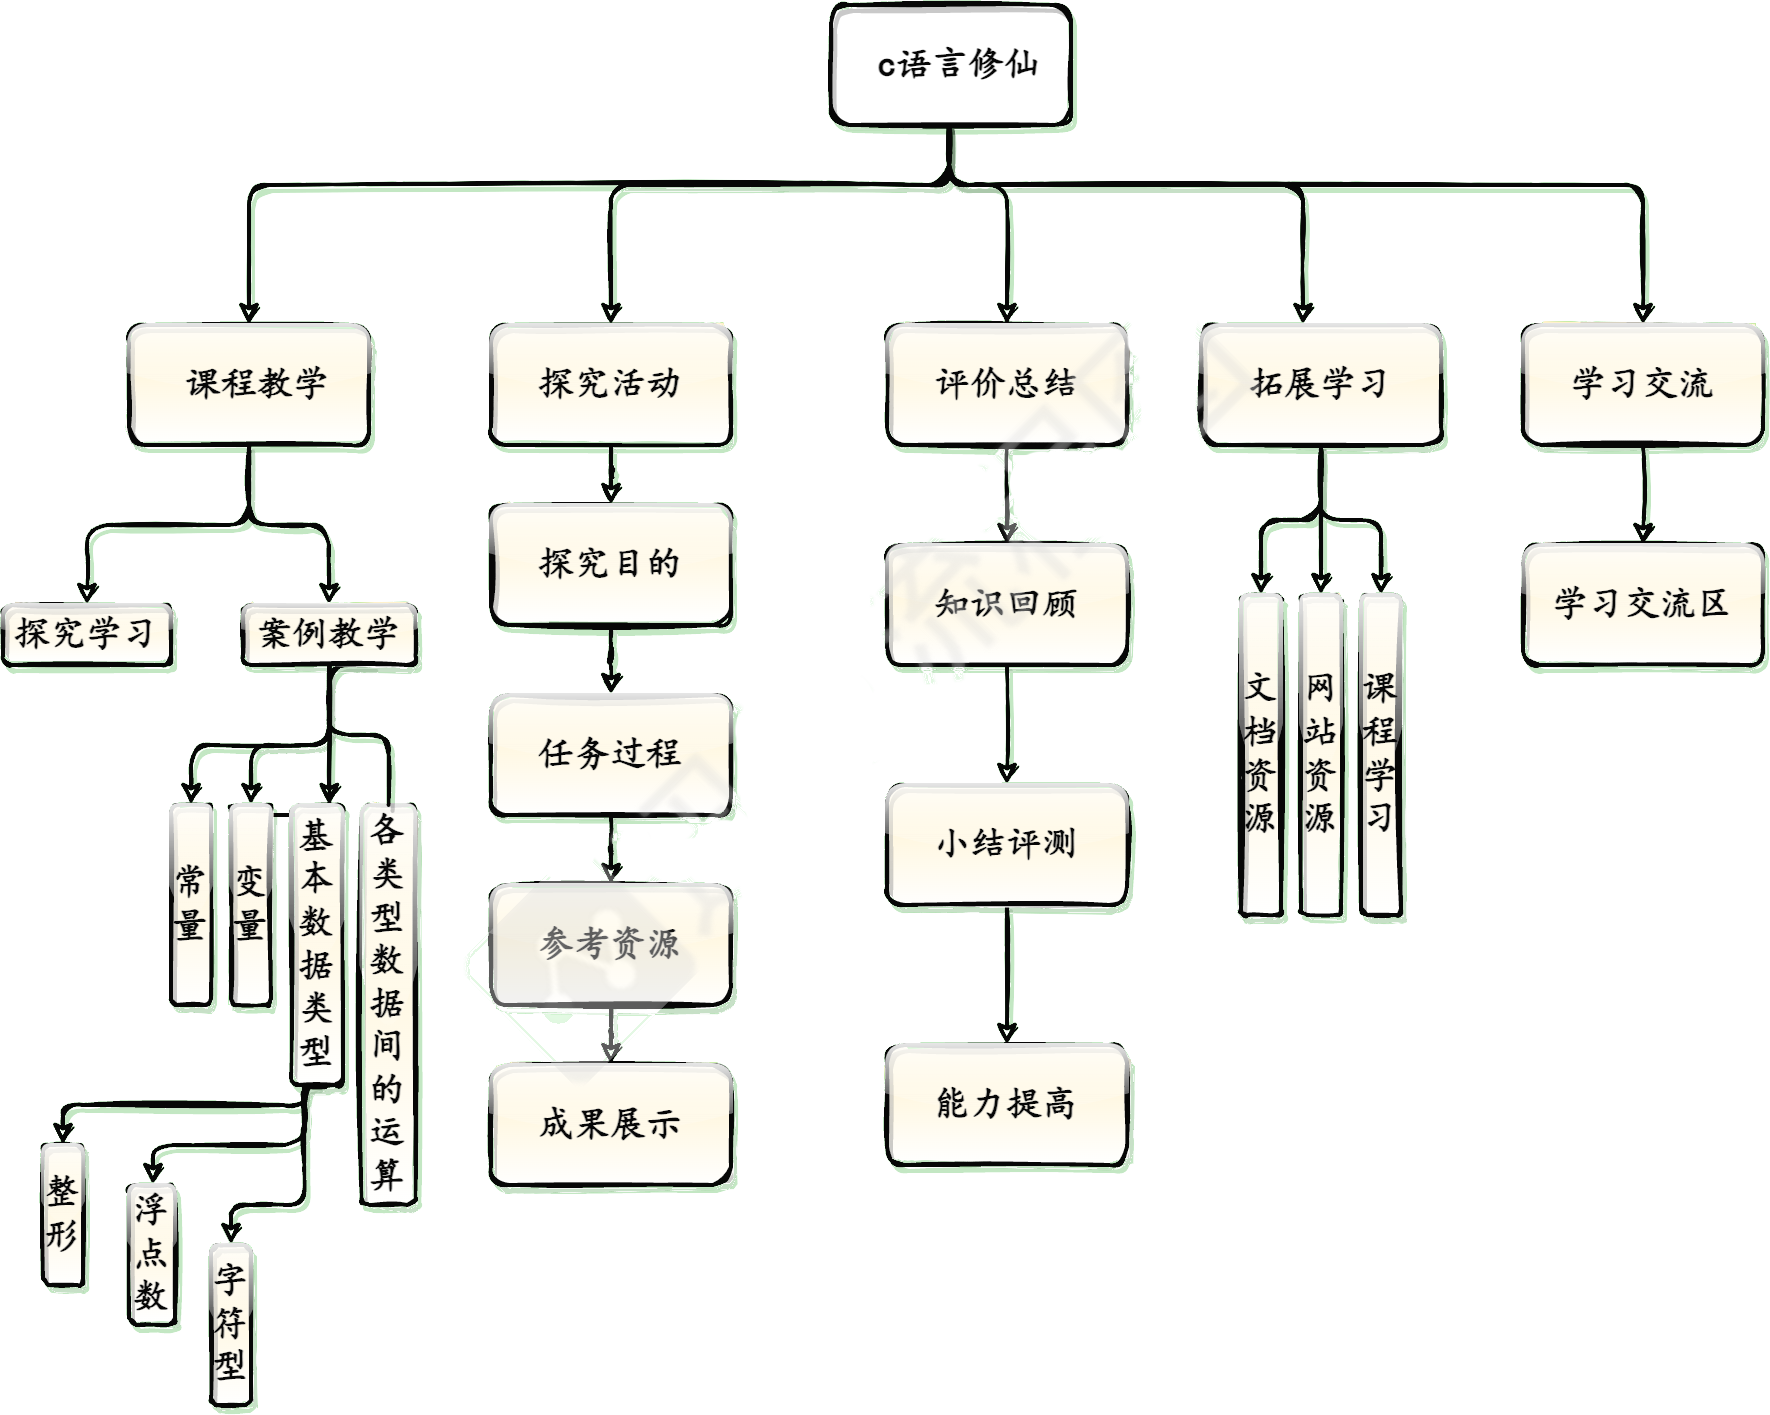 c语言修仙
课程教学
探究活动
评价总结
拓展学习
学习交流
探究学习
案例教学
常量
变量
基本数据类型
各类型数据间的运算
整形
浮点数
字符型
探究目的
任务过程
参考资源
成果展示
知识回顾
小结评测
能力提高
文档资源
网站资源
课程学习
学习交流区